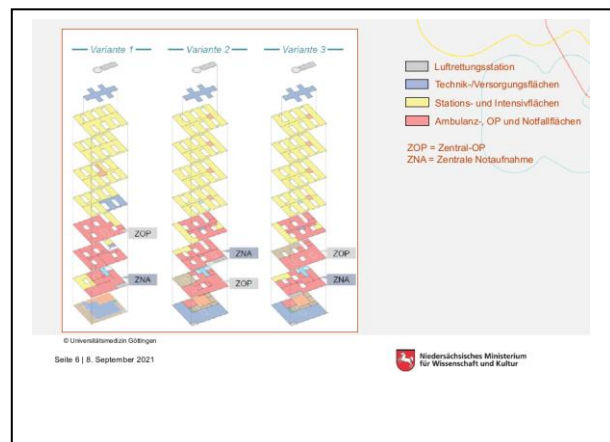 Variante 1
Variante 2
Variante 3
ZOP
ZNA
ZNA
ZOP
ZOP
ZNA
Luftrettungsstation
Technik-/Versorgungsflächen
Stations- und Intensivflächen
Ambulanz-, OP und Notfallflächen
ZOP = Zentral-OP
ZNA = Zentrale Notaufnahme
© Universitätsmedizin Göttingen
Seite 6 | 8. September 2021
Niedersächsisches Ministerium
für Wissenschaft und Kultur